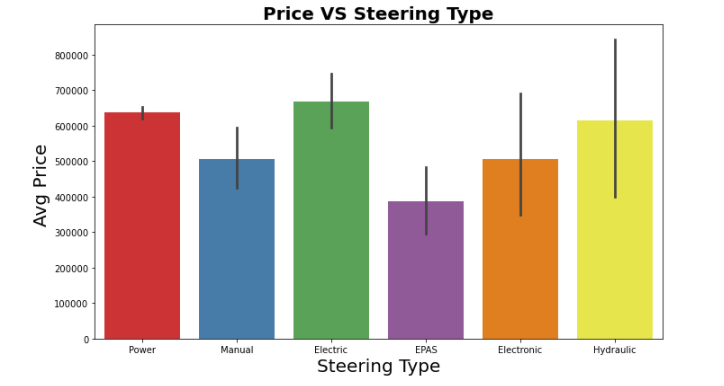 Price VS Steering Type
Avg Price
800000
700000
600000
500000
400000
300000
200000
100000
0
Power Manual Electric EPAS Electronic Hydraulic
Steering Type